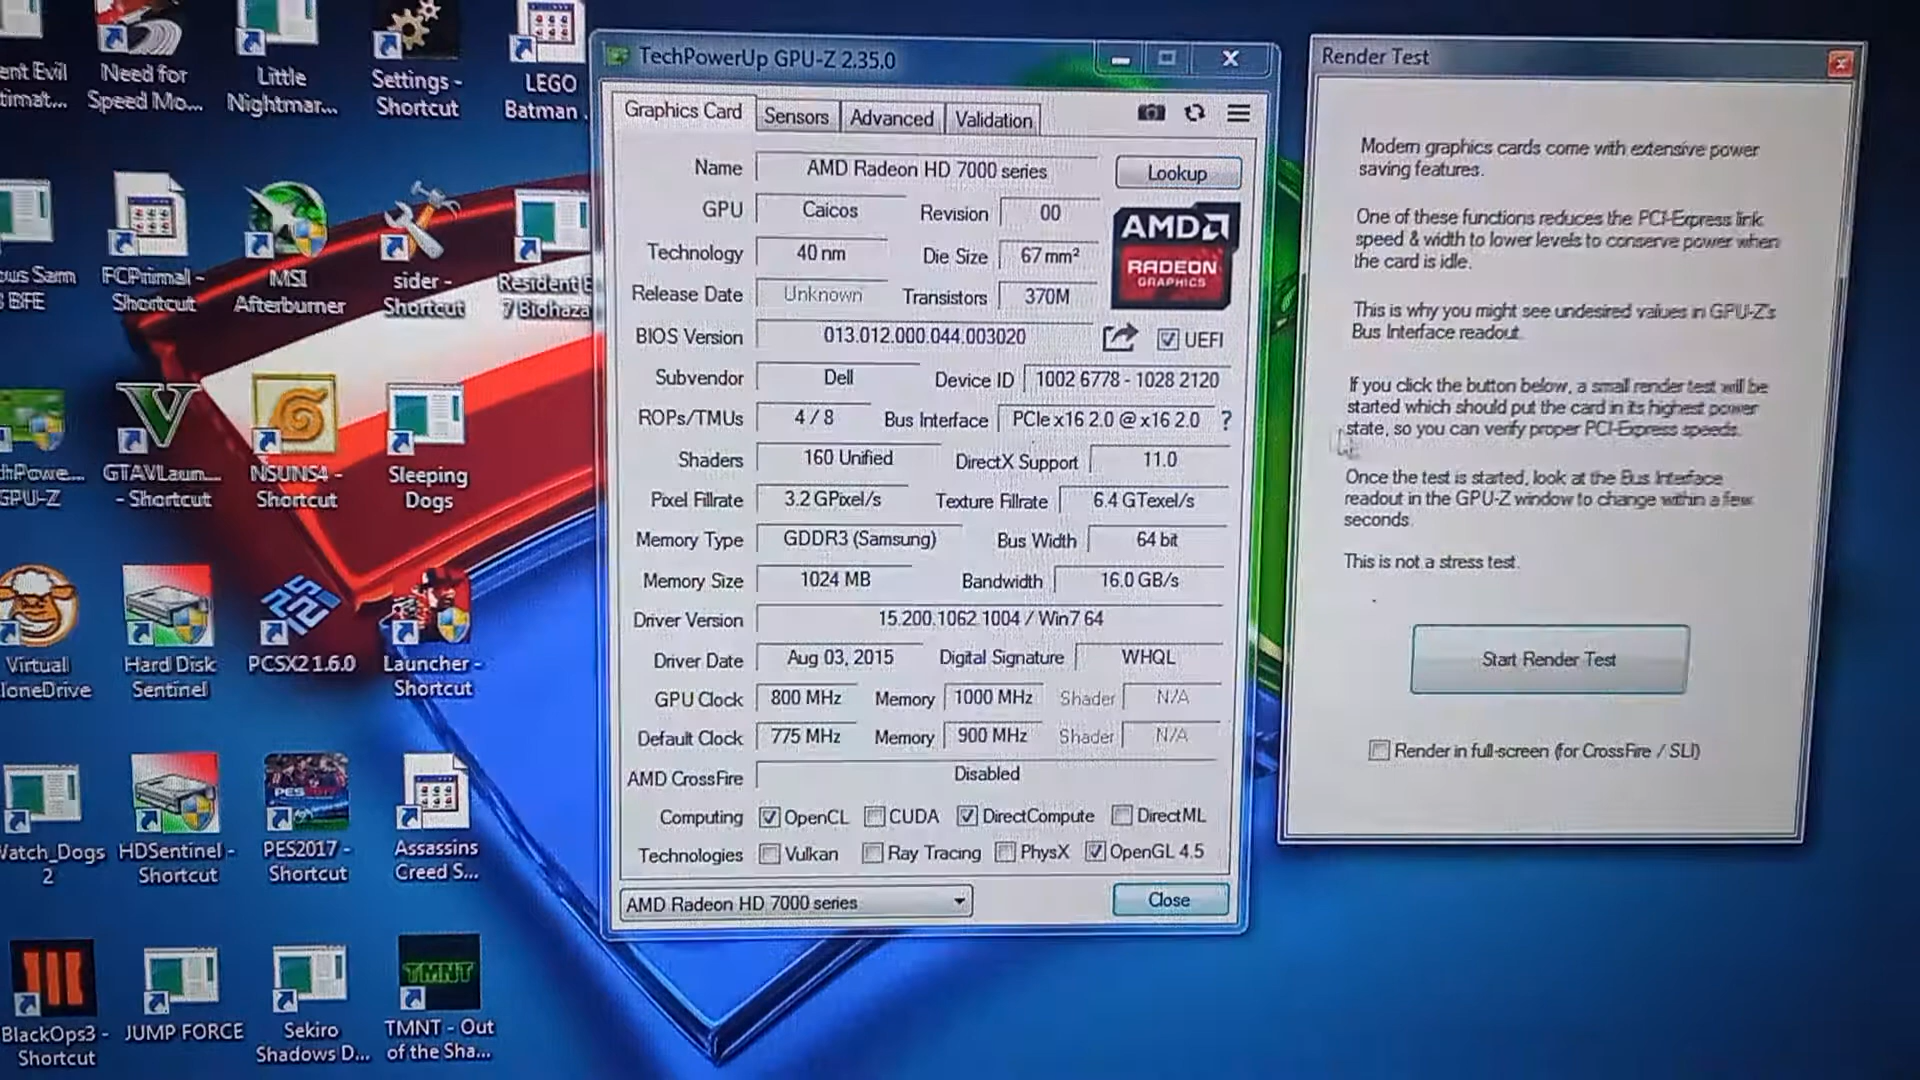 ent Evil
timat...
Need for
Speed Mo...
Little
Nightmar...
Settings -
Shortcut
LEGO
Batman .
ous Sam
3 BFE
FCPrimal -
Shortcut
MSI
Afterburner
sider -
Shortcut
Resident E
7 Biohaza
chPowe...
GPU-Z
GTAVLaun...
- Shortcut
NSUNS4 -
Shortcut
Sleeping
Dogs
Virtual
loneDrive
Hard Disk
Sentinel
PCSX2 1.6.0
Launcher -
Shortcut
Watch_Dogs
2
HDSentinel -
Shortcut
PES2017 -
Shortcut
Assassins
Creed S...
BlackOps3 -
Shortcut
JUMP FORCE
Sekiro
Shadows D...
TMNT
TMNT - Out
of the Sha...
TechPowerUp GPU-Z 2.35.0
Graphics Card Sensors Advanced Validation
Name AMD Radeon HD 7000 series Lookup
GPU Caicos Revision 00
AMD
RADEON
GRAPHICS
Technology 40 nm Die Size 67 mm²
Release Date Unknown Transistors 370M
BIOS Version 013.012.000.044.003020 UEFI
Subvendor Dell Device ID 1002 6778 - 1028 2120
ROPs/TMUs 4 / 8 Bus Interface PCIe x16 2.0 @ x16 2.0 ?
Shaders 160 Unified DirectX Support 11.0
Pixel Fillrate 3.2 GPixel/s Texture Fillrate 6.4 GTexel/s
Memory Type GDDR3 (Samsung) Bus Width 64 bit
Memory Size 1024 MB Bandwidth 16.0 GB/s
Driver Version 15.200.1062.1004 / Win7 64
Driver Date Aug 03, 2015 Digital Signature WHQL
GPU Clock 800 MHz Memory 1000 MHz Shader N/A
Default Clock 775 MHz Memory 900 MHz Shader N/A
AMD CrossFire Disabled
Computing OpenCL CUDA DirectCompute DirectML
Technologies Vulkan Ray Tracing PhysX OpenGL 4.5
AMD Radeon HD 7000 series Close
Render Test
Modern graphics cards come with extensive power
saving features.
One of these functions reduces the PCI-Express link
speed & width to lower levels to conserve power when
the card is idle.
This is why you might see undesired values in GPU-Z's
Bus Interface readout.
If you click the button below, a small render test will be
started which should put the card in its highest power
state, so you can verify proper PCI-Express speeds.
Once the test is started, look at the Bus Interface
readout in the GPU-Z window to change within a few
seconds.
This is not a stress test.
Start Render Test
Render in full-screen (for CrossFire / SLI)